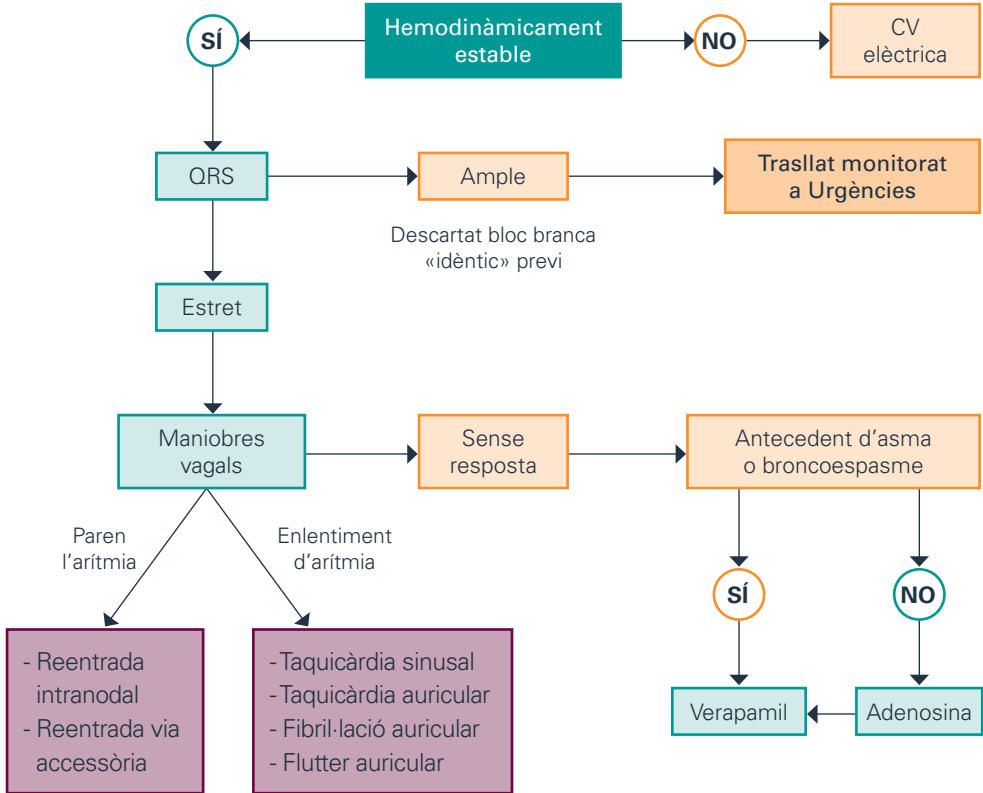 SÍ
Hemodinàmicament
estable
NO
CV
elèctrica
QRS
Ample
Trasllat monitorat
a Urgències
Descartat bloc branca
«idèntic» previ
Estret
Maniobres
vagals
Sense
resposta
Antecedent d'asma
o broncoespasme
Paren
l'arítmia
Enlentiment
d'arítmia
SÍ
NO
- Reentrada
intranodal
- Reentrada via
accessòria
- Taquicàrdia sinusal
- Taquicàrdia auricular
- Fibril·lació auricular
- Flutter auricular
Verapamil
Adenosina